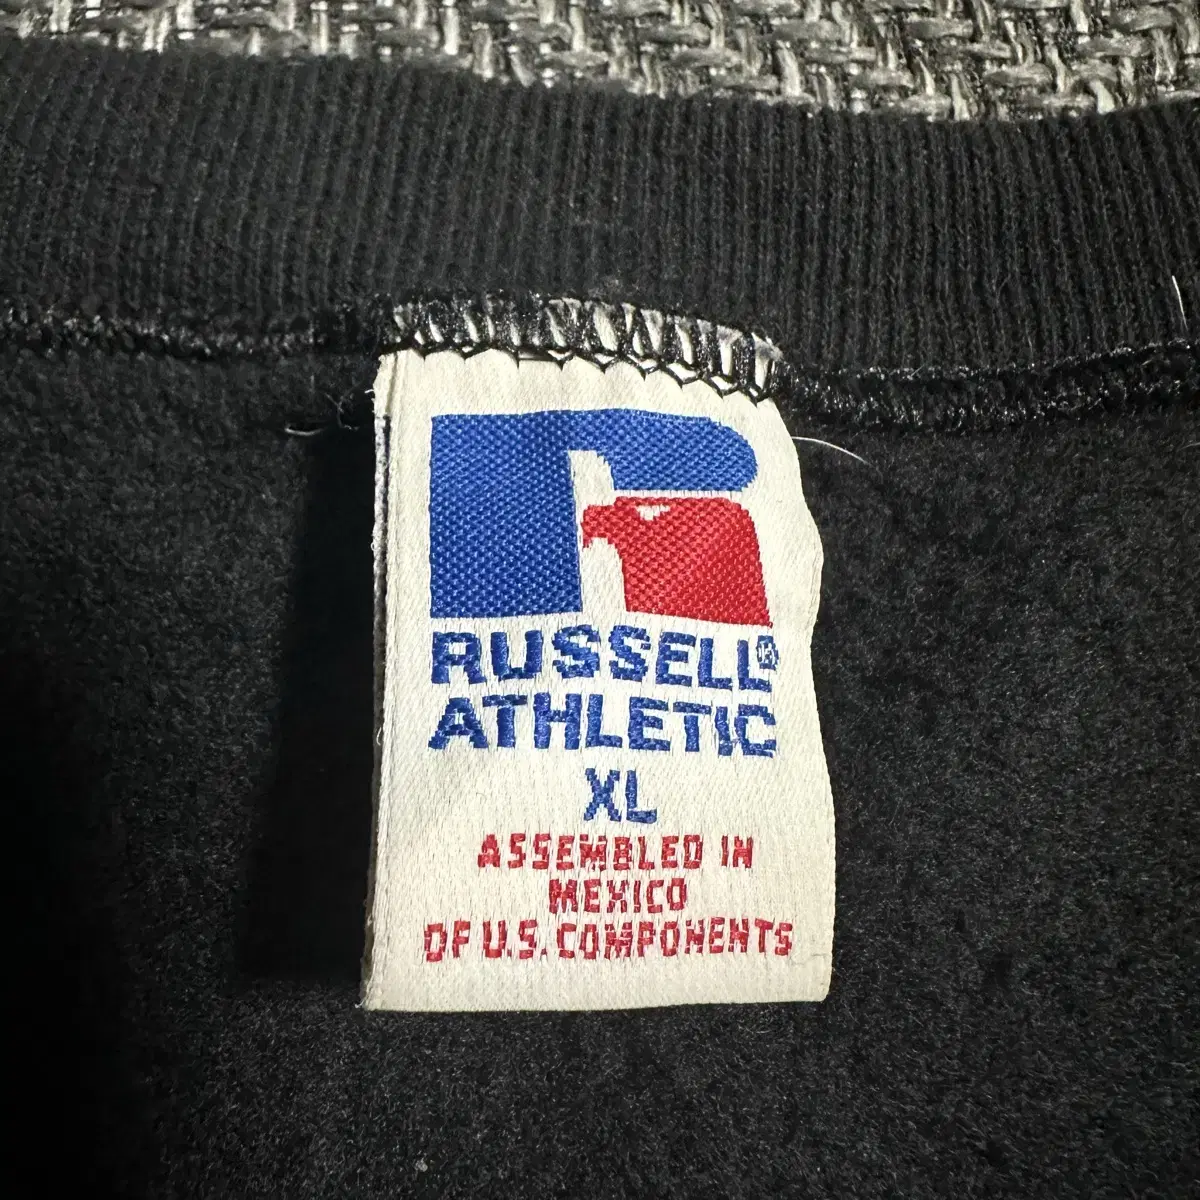 RUSSELL®
ATHLETIC
XL
ASSEMBLED IN
MEXICO
OF U.S. COMPONENTS